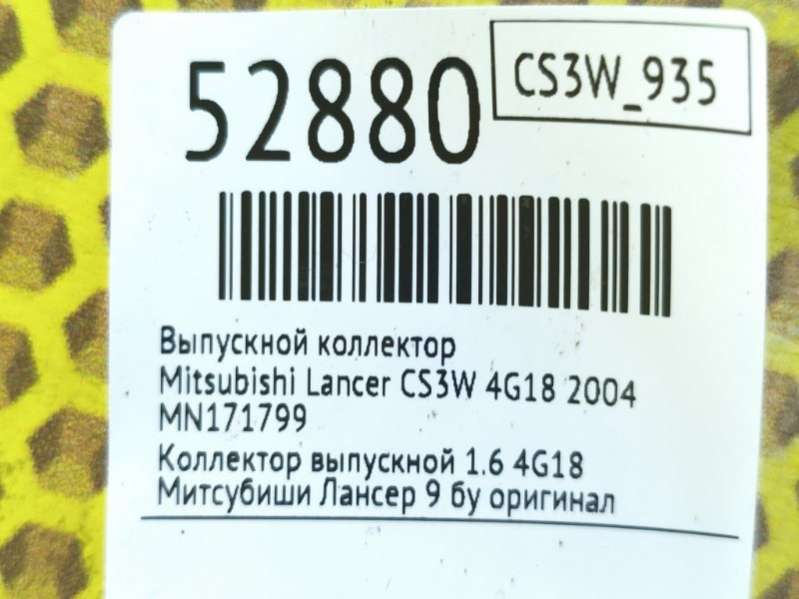 52880
CS3W_935
Выпускной коллектор
Mitsubishi Lancer CS3W 4G18 2004
MN171799
Коллектор выпускной 1.6 4G18
Митсубиши Лансер 9 бу оригинал